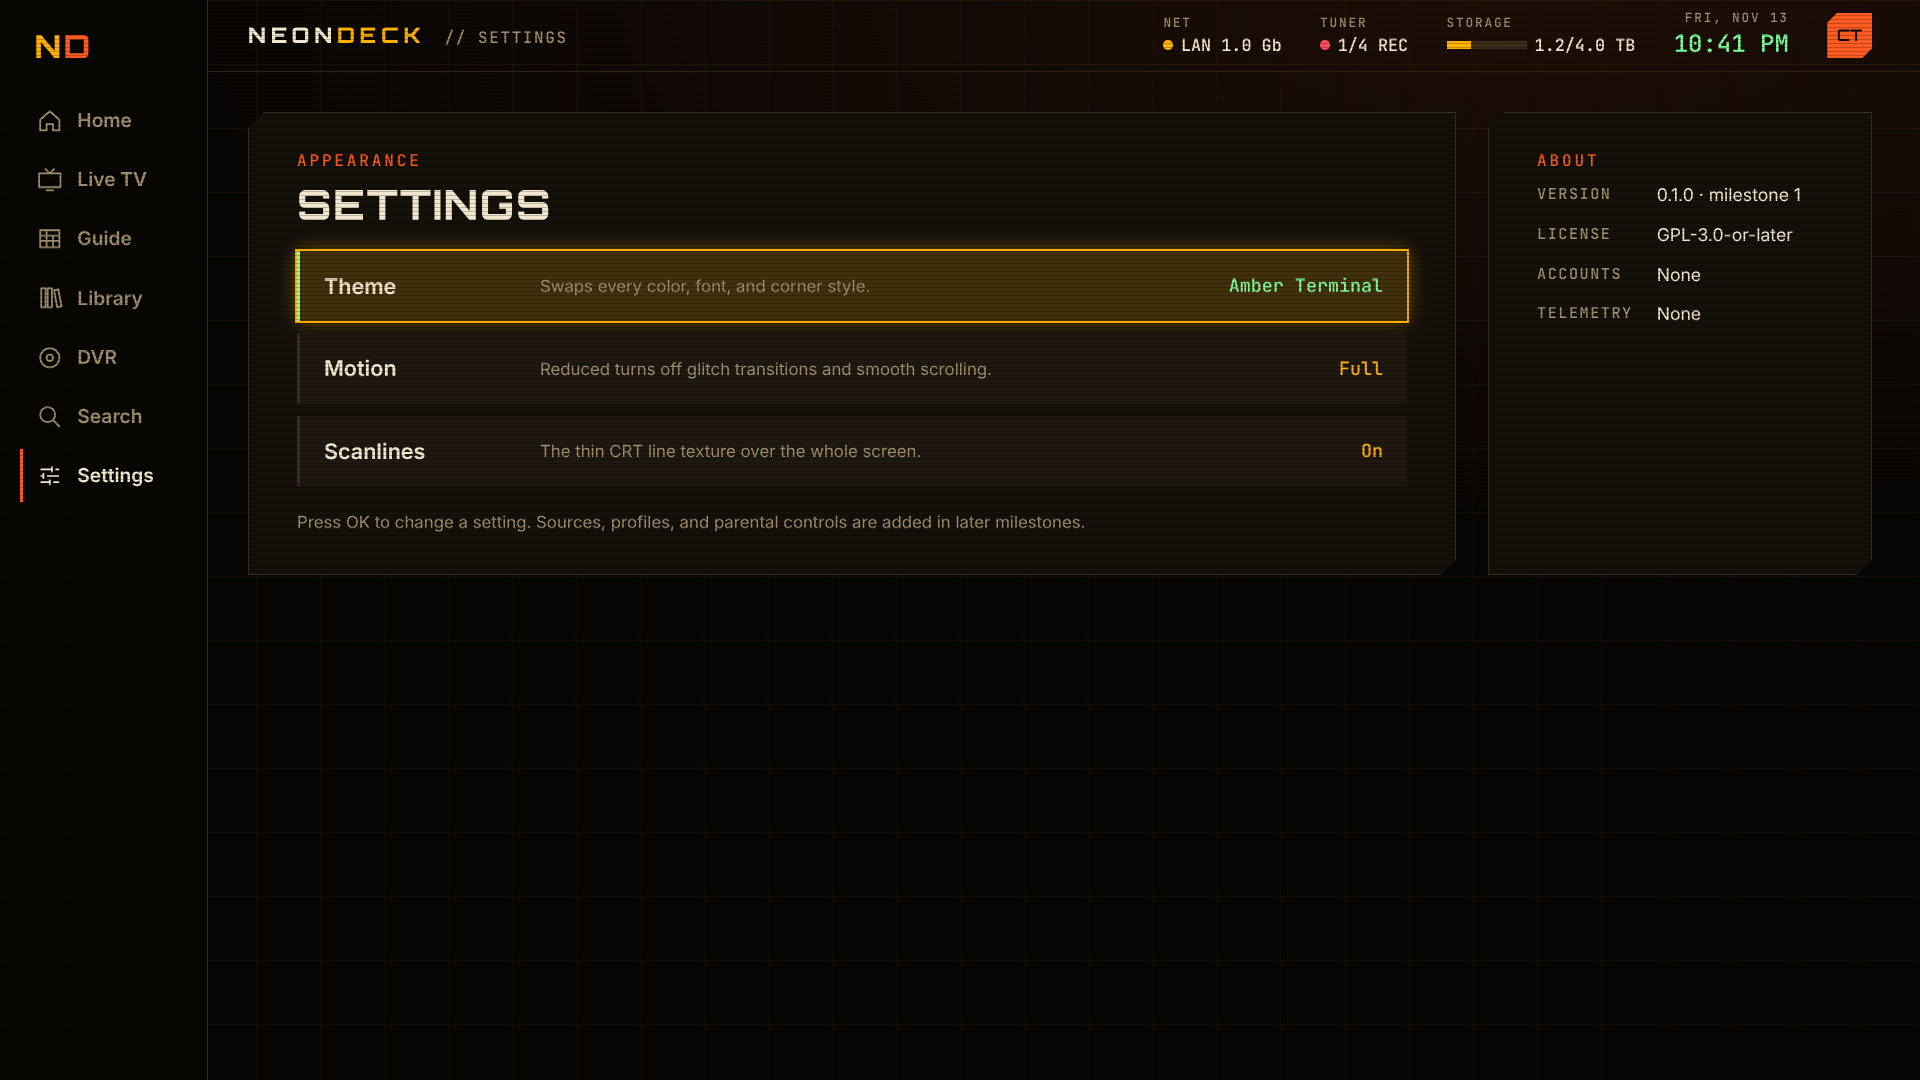 ND
Home
Live TV
Guide
Library
DVR
Search
Settings
NEONDECK // SETTINGS
NET
LAN 1.0 Gb
TUNER
1/4 REC
STORAGE
1.2/4.0 TB
FRI, NOV 13
10:41 PM
CT
APPEARANCE
SETTINGS
Theme Swaps every color, font, and corner style. Amber Terminal
Motion Reduced turns off glitch transitions and smooth scrolling. Full
Scanlines The thin CRT line texture over the whole screen. On
Press OK to change a setting. Sources, profiles, and parental controls are added in later milestones.
ABOUT
VERSION 0.1.0 · milestone 1
LICENSE GPL-3.0-or-later
ACCOUNTS None
TELEMETRY None